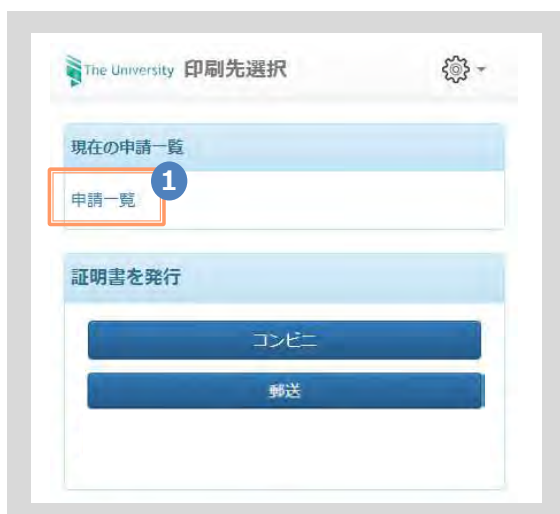 The University 印刷先選択
現在の申請一覧
1
申請一覧
証明書を発行
コンビニ
郵送